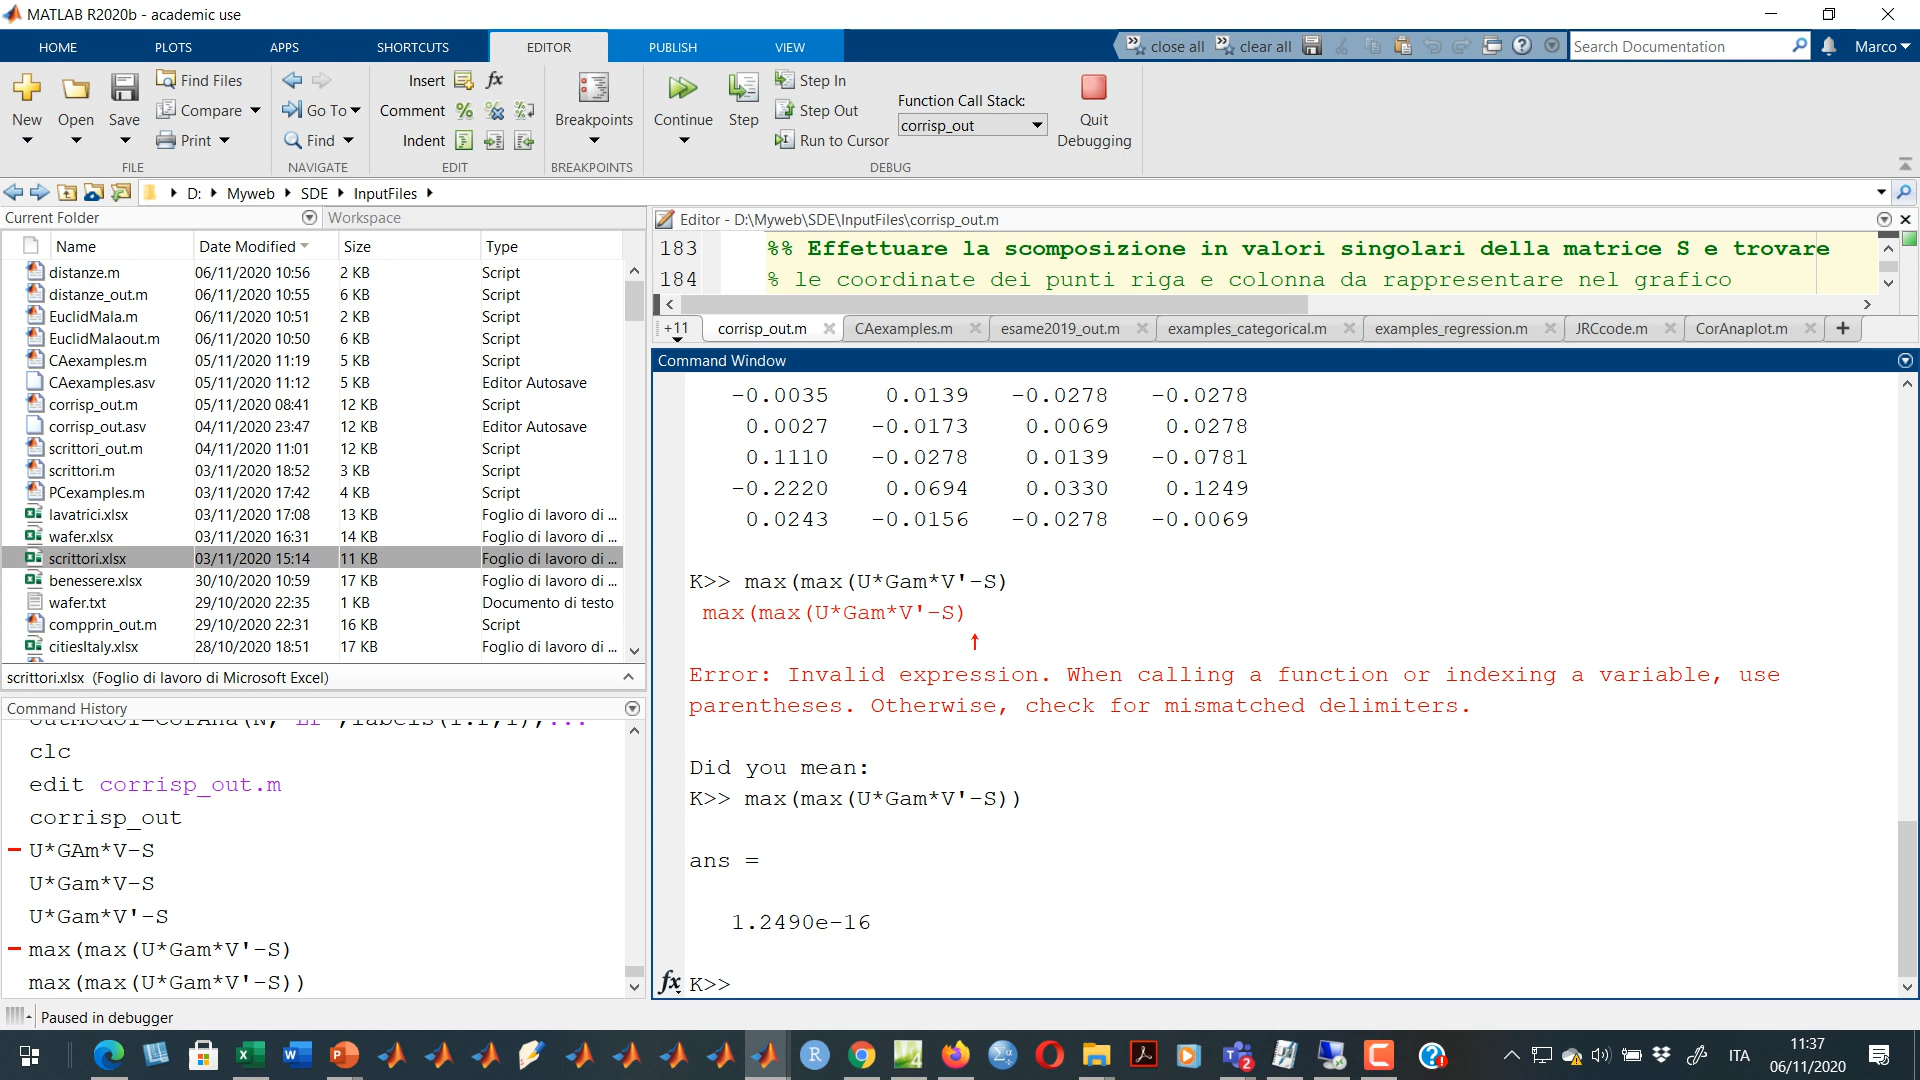 MATLAB R2020b - academic use
HOME PLOTS APPS SHORTCUTS EDITOR PUBLISH VIEW close all clear all Search Documentation Marco
New Open Save Find Files Compare Print FILE
Go To Find NAVIGATE
Insert fx Comment Indent EDIT
Breakpoints BREAKPOINTS
Continue Step Step In Step Out Run to Cursor Function Call Stack: corrisp_out Quit Debugging DEBUG
D: Myweb SDE InputFiles
Current Folder Workspace
Name Date Modified Size Type
distanze.m 06/11/2020 10:56 2 KB Script
distanze_out.m 06/11/2020 10:55 6 KB Script
EuclidMala.m 06/11/2020 10:51 2 KB Script
EuclidMalaout.m 06/11/2020 10:50 6 KB Script
CAexamples.m 05/11/2020 11:19 5 KB Script
CAexamples.asv 05/11/2020 11:12 5 KB Editor Autosave
corrisp_out.m 05/11/2020 08:41 12 KB Script
corrisp_out.asv 04/11/2020 23:47 12 KB Editor Autosave
scrittori_out.m 04/11/2020 11:01 12 KB Script
scrittori.m 03/11/2020 18:52 3 KB Script
PCexamples.m 03/11/2020 17:42 4 KB Script
lavatrici.xlsx 03/11/2020 17:08 13 KB Foglio di lavoro di ...
wafer.xlsx 03/11/2020 16:31 14 KB Foglio di lavoro di ...
scrittori.xlsx 03/11/2020 15:14 11 KB Foglio di lavoro di ...
benessere.xlsx 30/10/2020 10:59 17 KB Foglio di lavoro di ...
wafer.txt 29/10/2020 22:35 1 KB Documento di testo
compprin_out.m 29/10/2020 22:31 16 KB Script
citiesItaly.xlsx 28/10/2020 18:51 17 KB Foglio di lavoro di ...
scrittori.xlsx (Foglio di lavoro di Microsoft Excel)
Command History
clc
edit corrisp_out.m
corrisp_out
U*GAm*V-S
U*Gam*V-S
U*Gam*V'-S
max(max(U*Gam*V'-S)
max(max(U*Gam*V'-S))
Editor - D:\Myweb\SDE\InputFiles\corrisp_out.m
183 %% Effettuare la scomposizione in valori singolari della matrice S e trovare
184 % le coordinate dei punti riga e colonna da rappresentare nel grafico
+11 corrisp_out.m CAexamples.m esame2019_out.m examples_categorical.m examples_regression.m JRCcode.m CorAnaplot.m
Command Window
-0.0035 0.0139 -0.0278 -0.0278
0.0027 -0.0173 0.0069 0.0278
0.1110 -0.0278 0.0139 -0.0781
-0.2220 0.0694 0.0330 0.1249
0.0243 -0.0156 -0.0278 -0.0069
K>> max(max(U*Gam*V'-S)
max(max(U*Gam*V'-S)
↑
Error: Invalid expression. When calling a function or indexing a variable, use
parentheses. Otherwise, check for mismatched delimiters.
Did you mean:
K>> max(max(U*Gam*V'-S))
ans =
1.2490e-16
fx K>>
Paused in debugger
ITA
11:37
06/11/2020